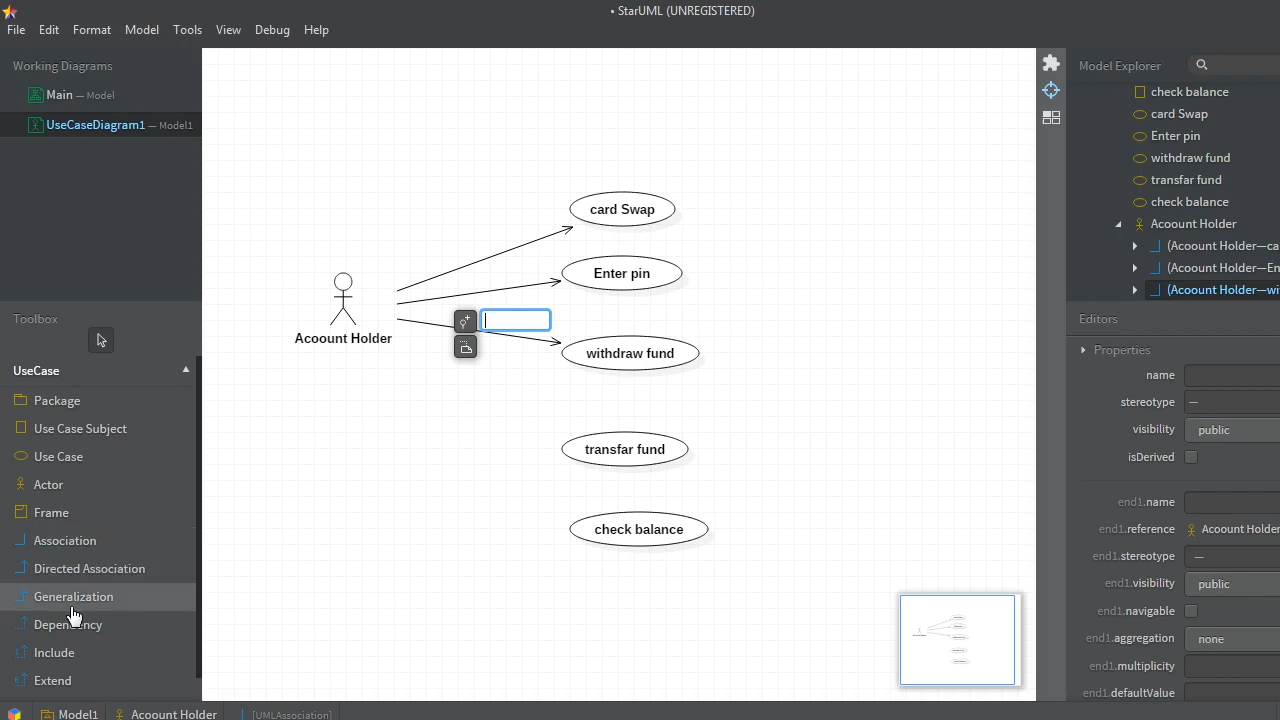 • StarUML (UNREGISTERED)
File Edit Format Model Tools View Debug Help
Working Diagrams
Main — Model
UseCaseDiagram1 — Model1
Toolbox
UseCase
Package
Use Case Subject
Use Case
Actor
Frame
Association
Directed Association
Generalization
Dependency
Include
Extend
card Swap
Enter pin
Acoount Holder
withdraw fund
transfar fund
check balance
Model Explorer
check balance
card Swap
Enter pin
withdraw fund
transfar fund
check balance
Acoount Holder
(Acoount Holder—ca
(Acoount Holder—En
(Acoount Holder—wi
Editors
Properties
name
stereotype —
visibility public
isDerived
end1.name
end1.reference Acoount Holder
end1.stereotype —
end1.visibility public
end1.navigable
end1.aggregation none
end1.multiplicity
end1.defaultValue
Model1 Acoount Holder [UMLAssociation]